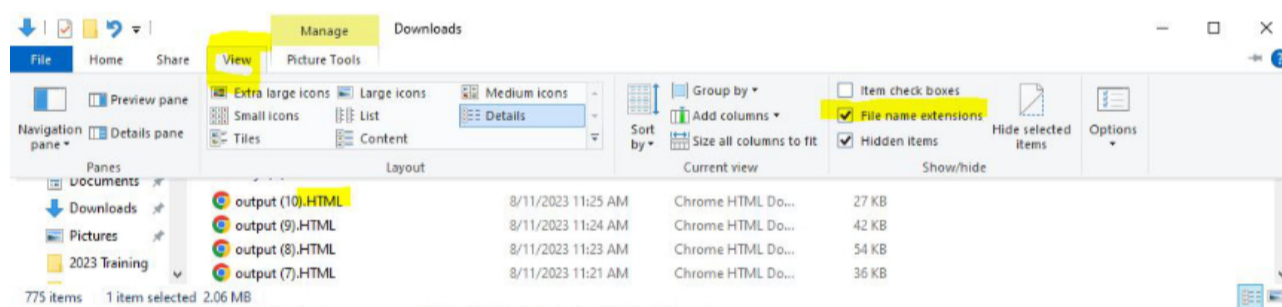 Manage Downloads
File Home Share View Picture Tools
Preview pane
Details pane
Navigation
pane
Panes
Extra large icons Large icons Medium icons
Small icons List Details
Tiles Content
Layout
Sort
by
Group by
Add columns
Size all columns to fit
Current view
Item check boxes
File name extensions
Hidden items
Hide selected
items
Show/hide
Options
Documents
Downloads
Pictures
2023 Training
output (10).HTML 8/11/2023 11:25 AM Chrome HTML Do... 27 KB
output (9).HTML 8/11/2023 11:24 AM Chrome HTML Do... 42 KB
output (8).HTML 8/11/2023 11:23 AM Chrome HTML Do... 54 KB
output (7).HTML 8/11/2023 11:21 AM Chrome HTML Do... 36 KB
775 items 1 item selected 2.06 MB